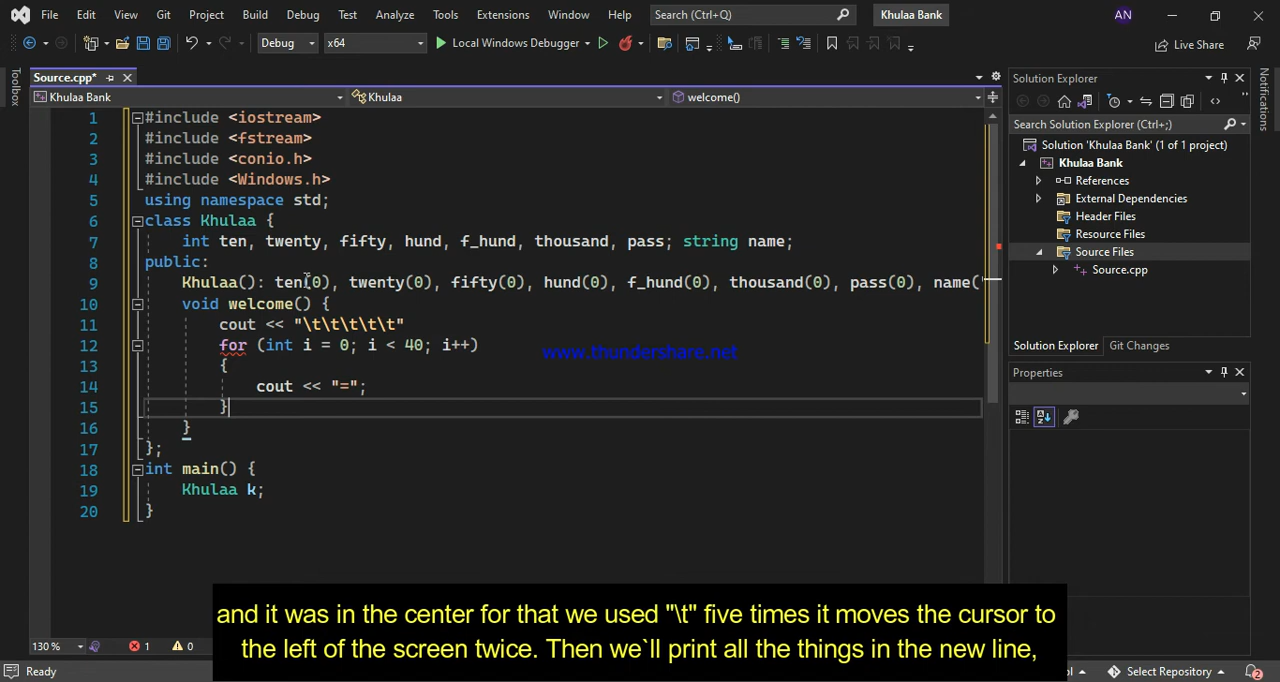 File Edit View Git Project Build Debug Test Analyze Tools Extensions Window Help Search (Ctrl+Q) Khulaa Bank AN
Debug x64 Local Windows Debugger Live Share
Toolbox
Source.cpp*
Khulaa Bank Khulaa welcome()
1 #include <iostream>
2 #include <fstream>
3 #include <conio.h>
4 #include <Windows.h>
5 using namespace std;
6 class Khulaa {
7 int ten, twenty, fifty, hund, f_hund, thousand, pass; string name;
8 public:
9 Khulaa(): ten(0), twenty(0), fifty(0), hund(0), f_hund(0), thousand(0), pass(0), name(
10 void welcome() {
11 cout << "\t\t\t\t\t"
12 for (int i = 0; i < 40; i++)
13 {
14 cout << "=";
15 }
16 }
17 };
18 int main() {
19 Khulaa k;
20 }
www.thundershare.net
Solution Explorer
Search Solution Explorer (Ctrl+;)
Solution 'Khulaa Bank' (1 of 1 project)
Khulaa Bank
References
External Dependencies
Header Files
Resource Files
Source Files
Source.cpp
Solution Explorer Git Changes
Properties
Notifications
and it was in the center for that we used "\t" five times it moves the cursor to
the left of the screen twice. Then we`ll print all the things in the new line,
130 % 1 0
Ready Select Repository 2